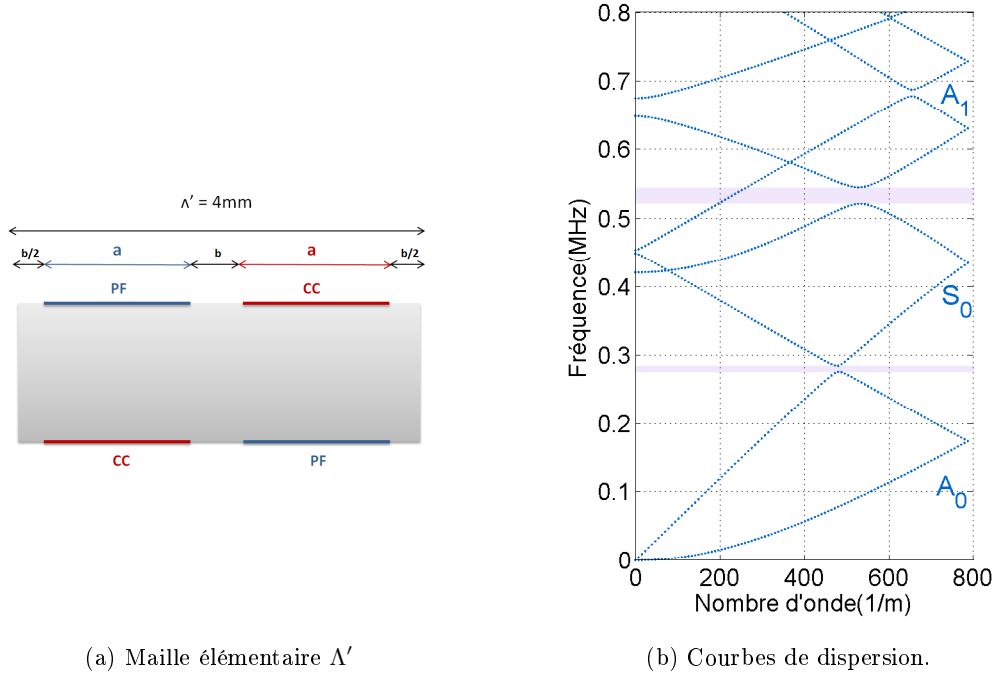 Λ' = 4mm
b/2 a b a b/2
PF CC
CC PF
(a) Maille élémentaire Λ′
0.8
0.7
0.6
0.5
0.4
0.3
0.2
0.1
0
Fréquence(MHz)
A1
S0
A0
0 200 400 600 800
Nombre d'onde(1/m)
(b) Courbes de dispersion.